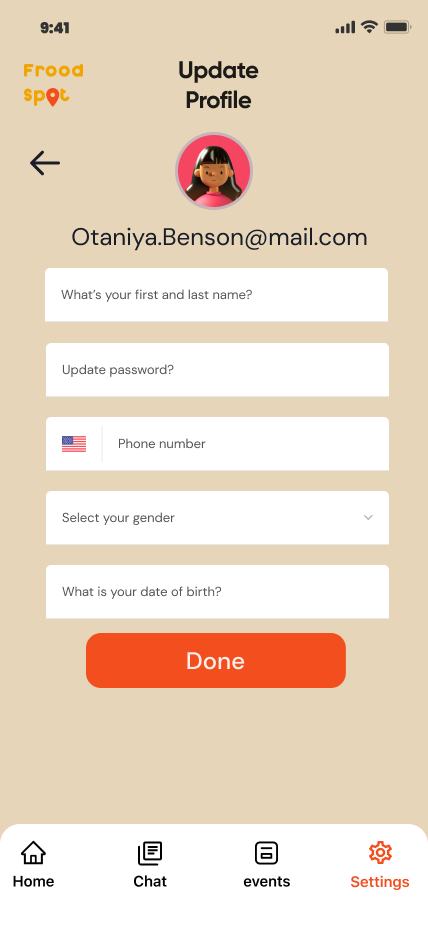 9:41
Frood
Spot
Update
Profile
Otaniya.Benson@mail.com
What's your first and last name?
Update password?
Phone number
Select your gender
What is your date of birth?
Done
Home
Chat
events
Settings